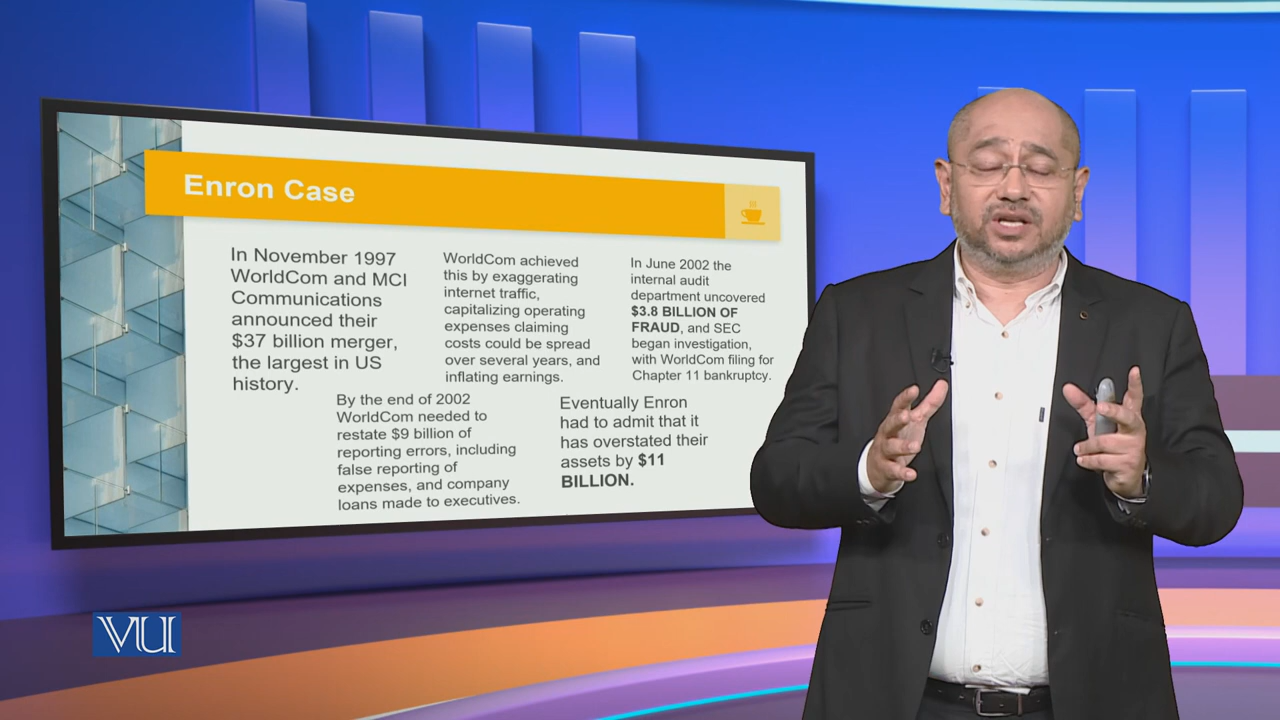 Enron Case
In November 1997
WorldCom and MCI
Communications
announced their
$37 billion merger,
the largest in US
history.
WorldCom achieved
this by exaggerating
internet traffic,
capitalizing operating
expenses claiming
costs could be spread
over several years, and
inflating earnings.
In June 2002 the
internal audit
department uncovered
$3.8 BILLION OF
FRAUD, and SEC
began investigation,
with WorldCom filing for
Chapter 11 bankruptcy.
By the end of 2002
WorldCom needed to
restate $9 billion of
reporting errors, including
false reporting of
expenses, and company
loans made to executives.
Eventually Enron
had to admit that it
has overstated their
assets by $11
BILLION.
VU